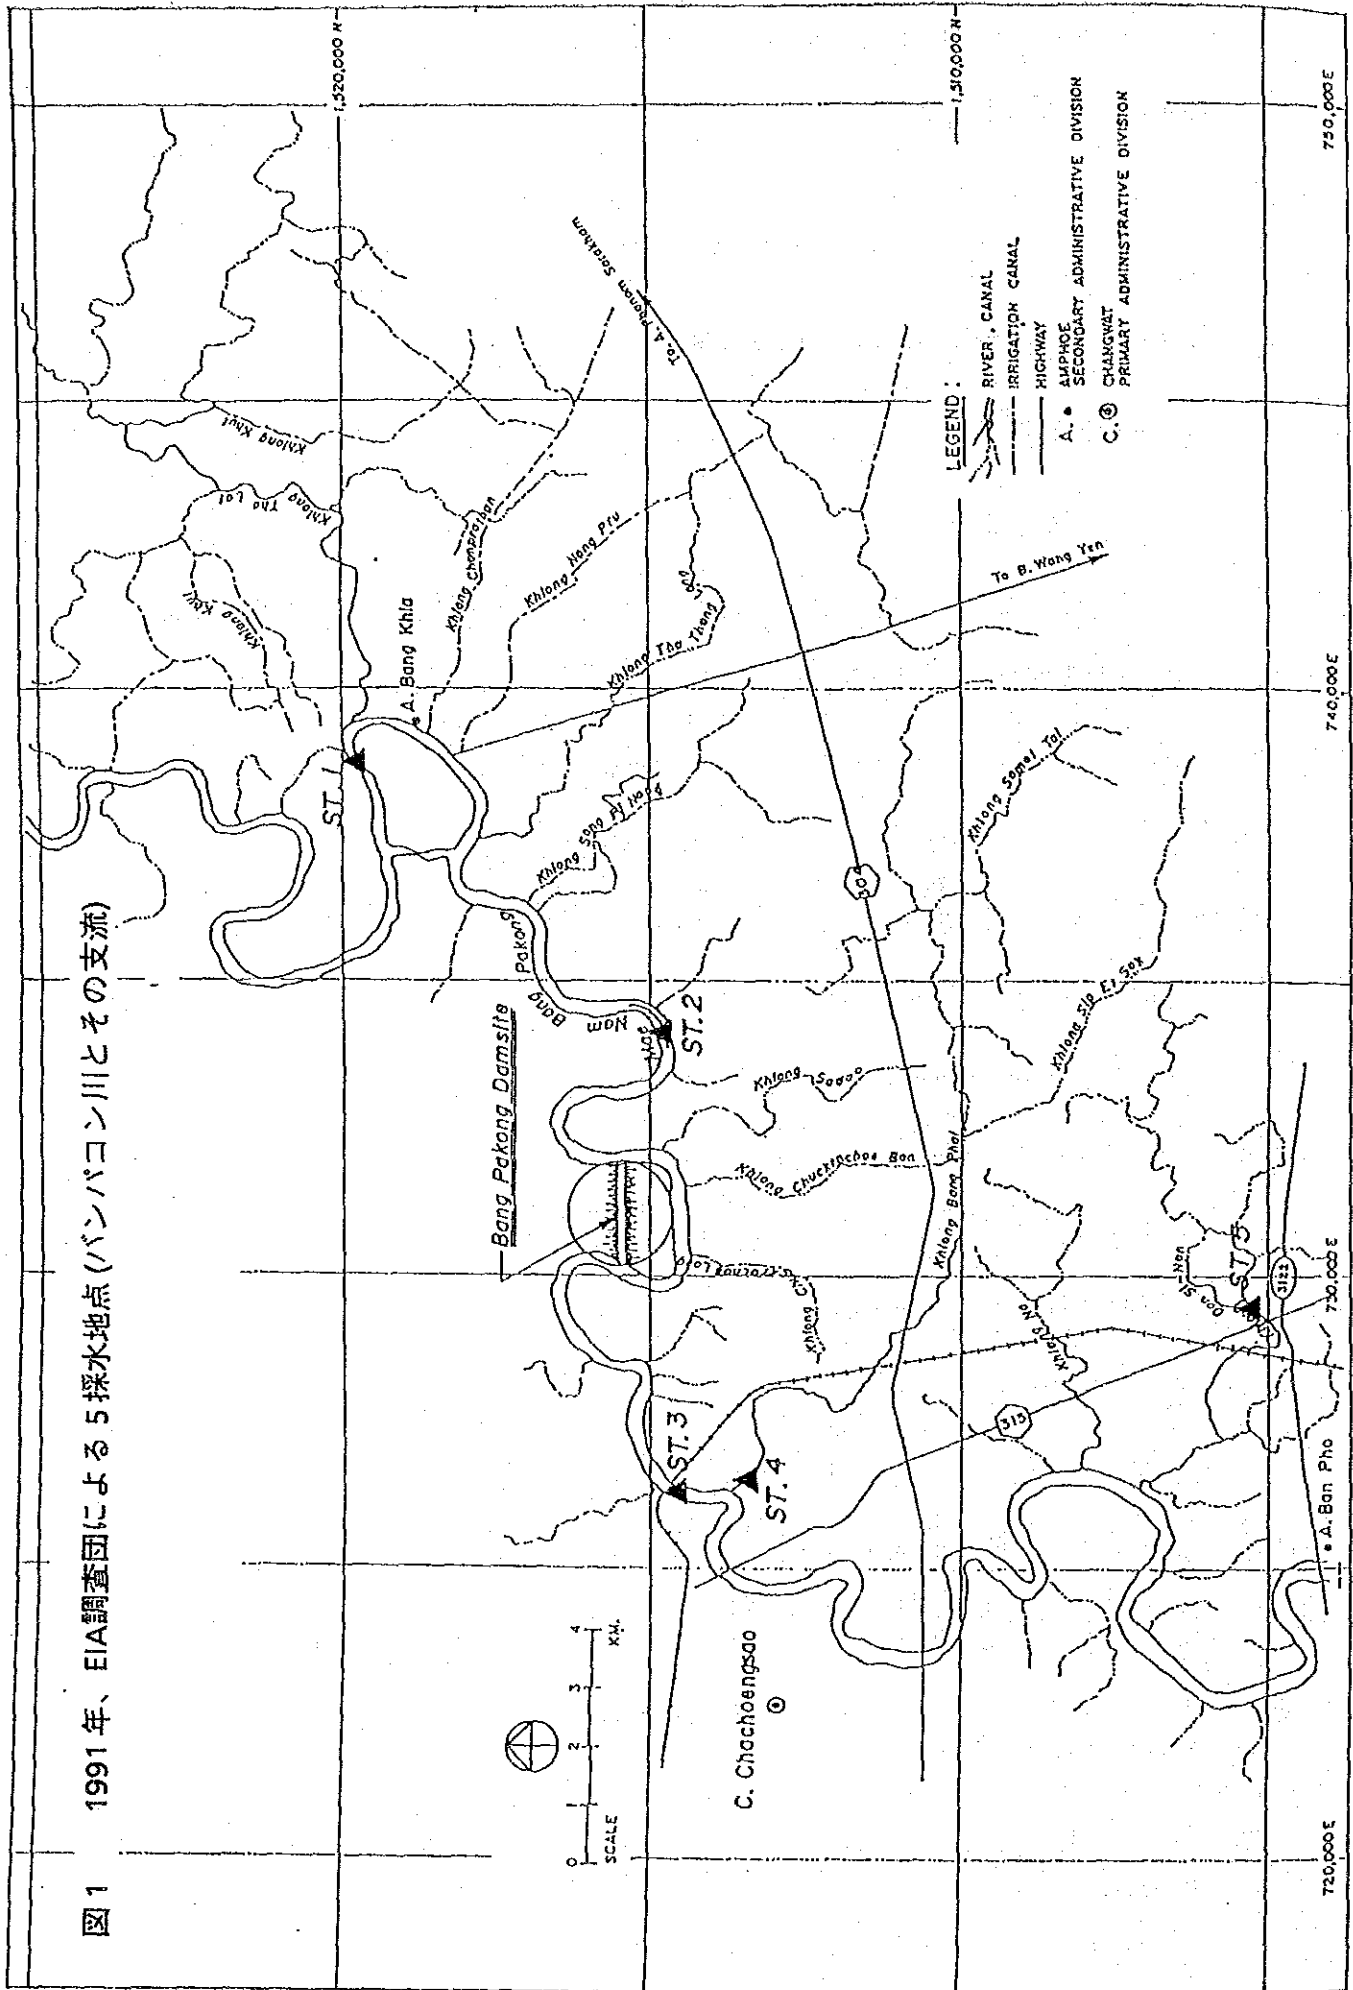 図1 1991年、EIA調査団による5採水地点(バンパコン川とその支流)
1,520,000 N
1,510,000 N
750,000 E
740,000 E
730,000 E
720,000 E
Khlong Khut
Khlong Tha Lat
Khlong Khut
ST. 1
A. Bang Khla
Khlong Nong Pru
Khlong Tha Thong Lang
Khlong Song Pi Nong
To. A. Phanom Sarakham
To B. Wang Yen
Bang Pakong Damsite
Mae Nam Bang Pakong
ST. 2
304
Khlong Samet Tai
Khlong Sip Et Sok
Khlong Sadao
Khlong Bang Phai
Khlong Na
ST. 3
ST. 4
ST. 5
315
3122
A. Ban Pho
C. Chachoengsao
SCALE
0 1 2 3 4
KM.
LEGEND :
RIVER, CANAL
IRRIGATION CANAL
HIGHWAY
A. AMPHOE
SECONDARY ADMINISTRATIVE DIVISION
C. CHANGWAT
PRIMARY ADMINISTRATIVE DIVISION